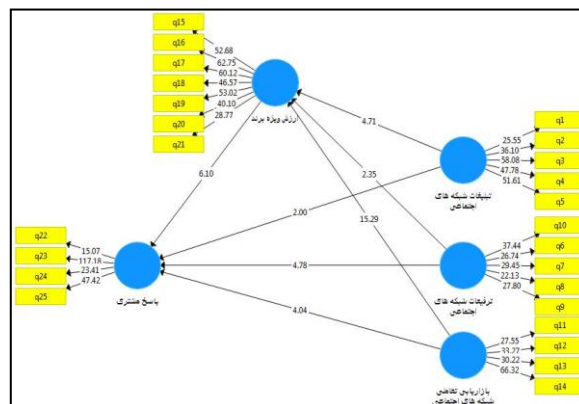 q15
q16
q17
q18
q19
q20
q21
52.68
62.75
60.12
46.57
53.02
40.10
28.77
ارزش ویژه برند
q1
q2
q3
q4
q5
25.55
36.10
58.08
47.78
51.61
تبلیغات شبکه های
اجتماعی
4.71
2.35
15.29
6.10
2.00
4.78
4.04
q22
q23
q24
q25
15.07
117.18
23.41
47.42
پاسخ مشتری
q10
q6
q7
q8
q9
37.44
26.74
29.45
22.13
27.80
ترفیعات شبکه های
اجتماعی
q11
q12
q13
q14
27.55
33.27
30.22
66.32
بازاریابی تعاملی
شبکه های اجتماعی